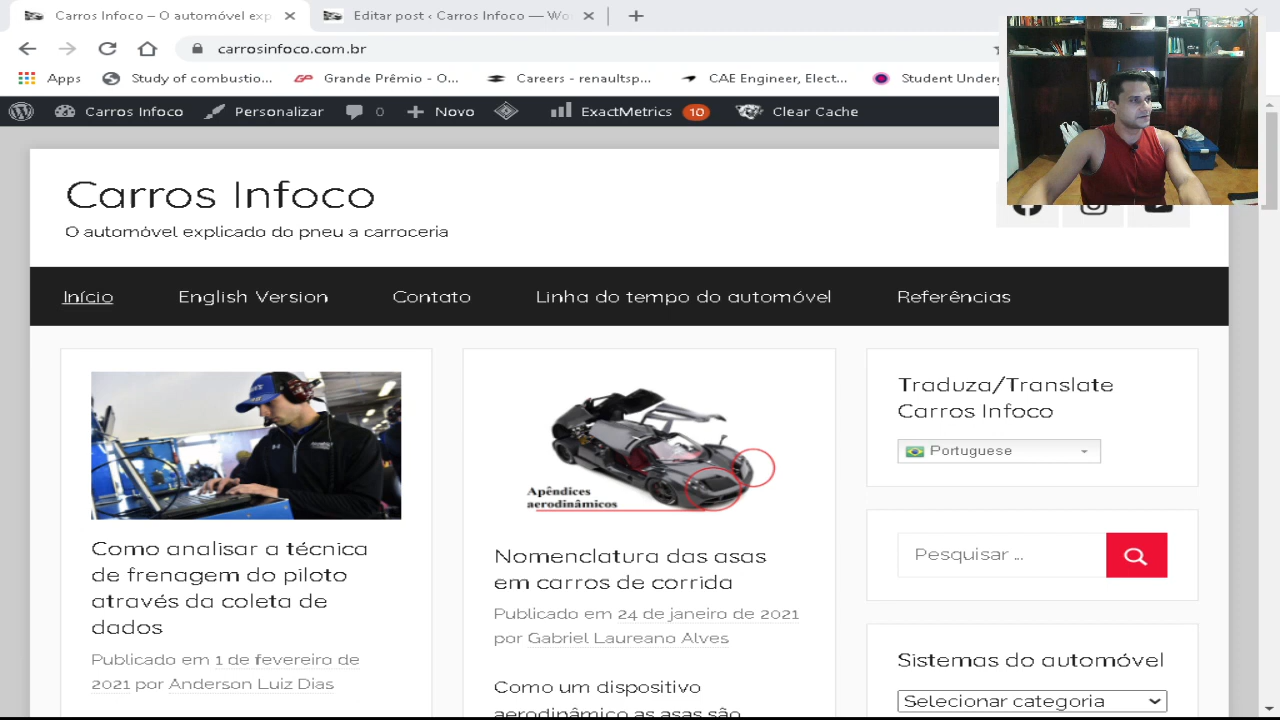 Carros Infoco – O automóvel exp
Editar post ‹ Carros Infoco — Wo
carrosinfoco.com.br
Apps
Study of combustio...
Grande Prêmio - O...
Careers - renaultsp...
CAE Engineer, Elect...
Student Underg
Carros Infoco
Personalizar
0
Novo
ExactMetrics
10
Clear Cache
Carros Infoco
O automóvel explicado do pneu a carroceria
Início
English Version
Contato
Linha do tempo do automóvel
Referências
Como analisar a técnica
de frenagem do piloto
através da coleta de
dados
Publicado em 1 de fevereiro de
2021 por Anderson Luiz Dias
Apêndices
aerodinâmicos
Nomenclatura das asas
em carros de corrida
Publicado em 24 de janeiro de 2021
por Gabriel Laureano Alves
Como um dispositivo
aerodinâmico as asas são
Traduza/Translate
Carros Infoco
Portuguese
Pesquisar ...
Sistemas do automóvel
Selecionar categoria